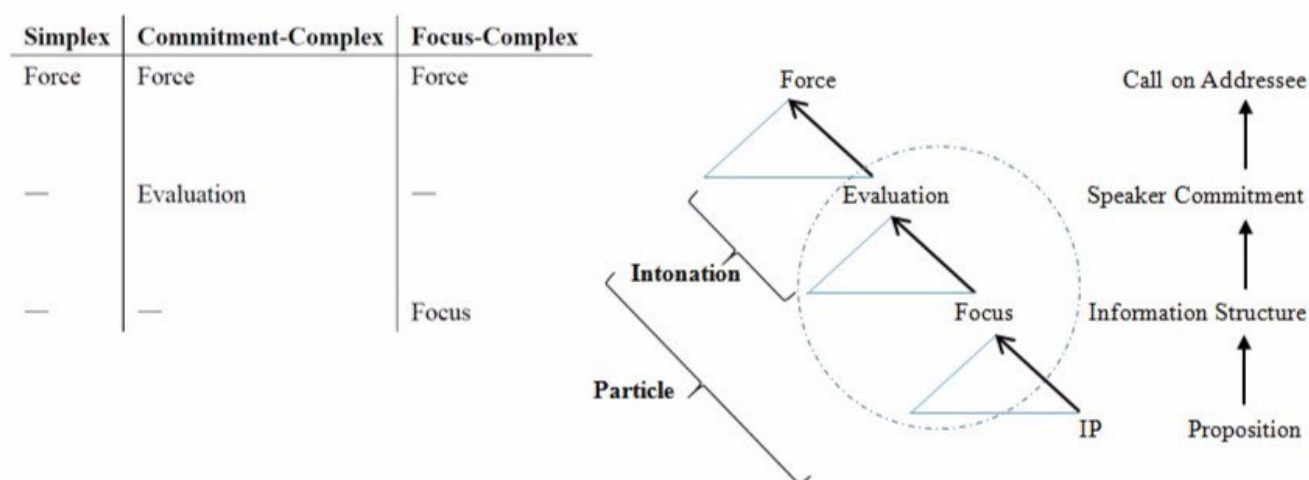 Simplex Commitment-Complex Focus-Complex
Force Force Force
— Evaluation —
— — Focus
Force
Evaluation
Intonation
Focus
Particle
IP
Call on Addressee
Speaker Commitment
Information Structure
Proposition